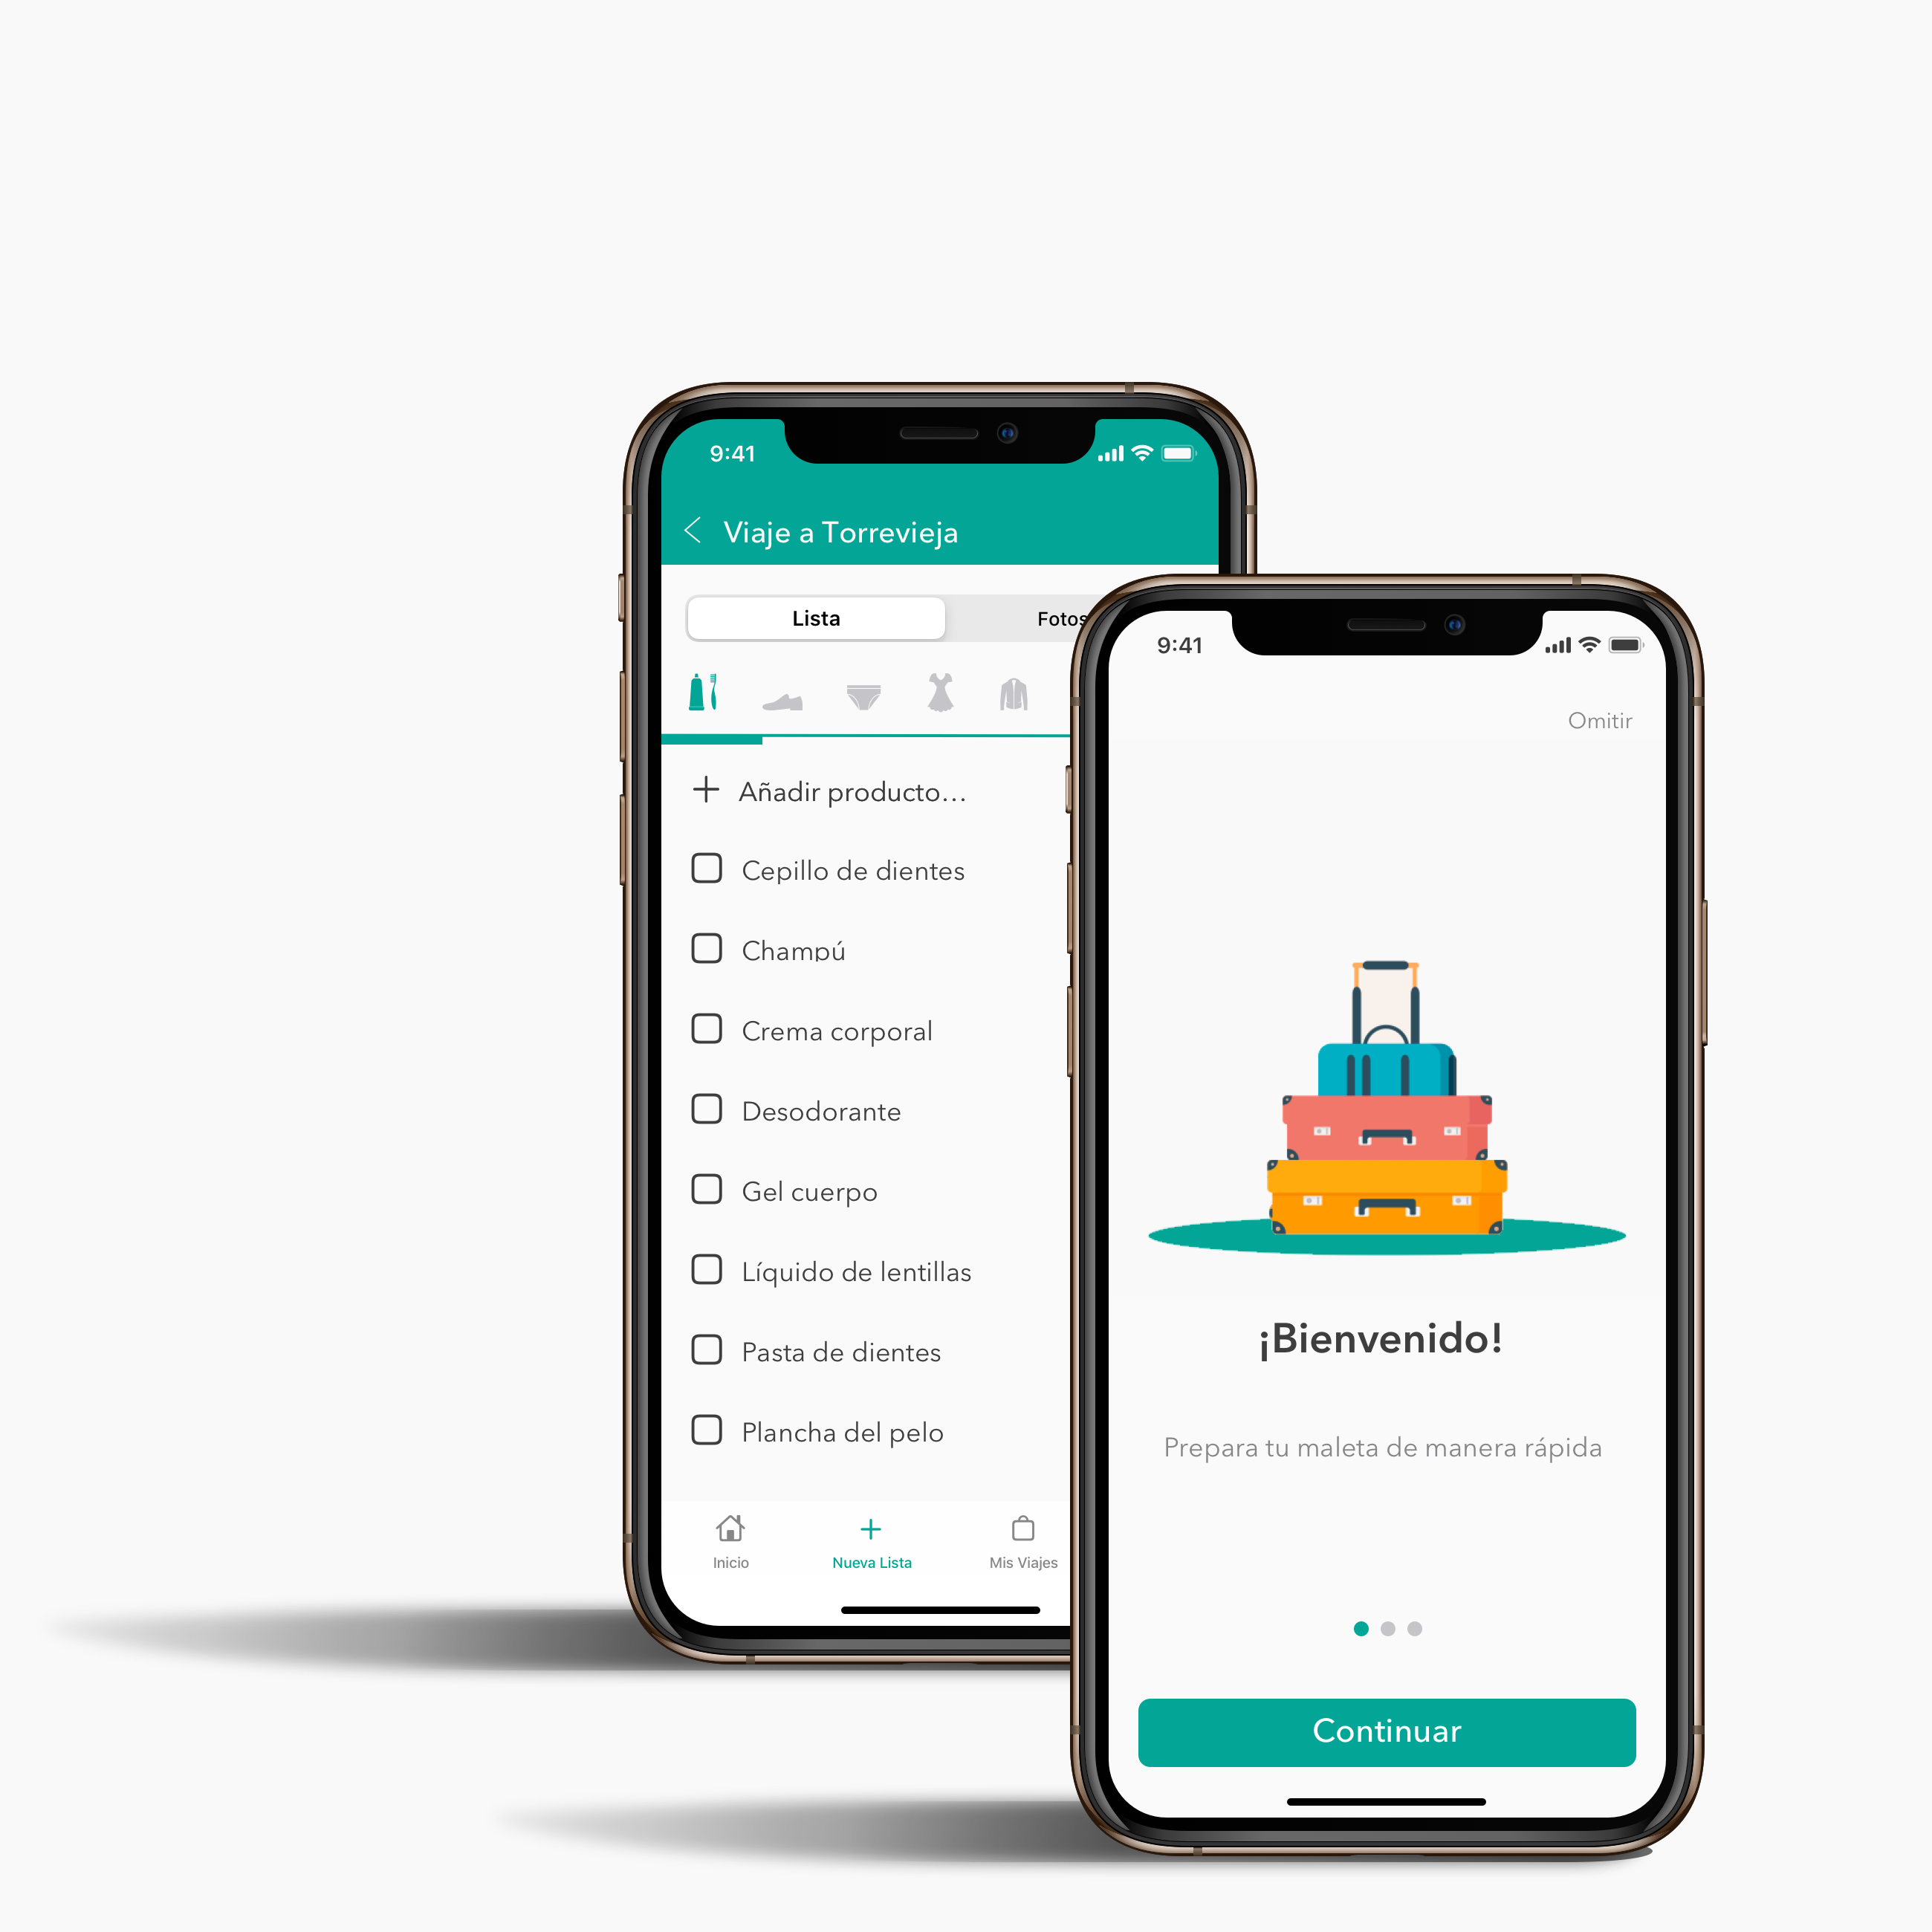 9:41
Viaje a Torrevieja
Lista
Fotos
Añadir producto...
Cepillo de dientes
Champú
Crema corporal
Desodorante
Gel cuerpo
Líquido de lentillas
Pasta de dientes
Plancha del pelo
Inicio
Nueva Lista
Mis Viajes
9:41
Omitir
¡Bienvenido!
Prepara tu maleta de manera rápida
Continuar